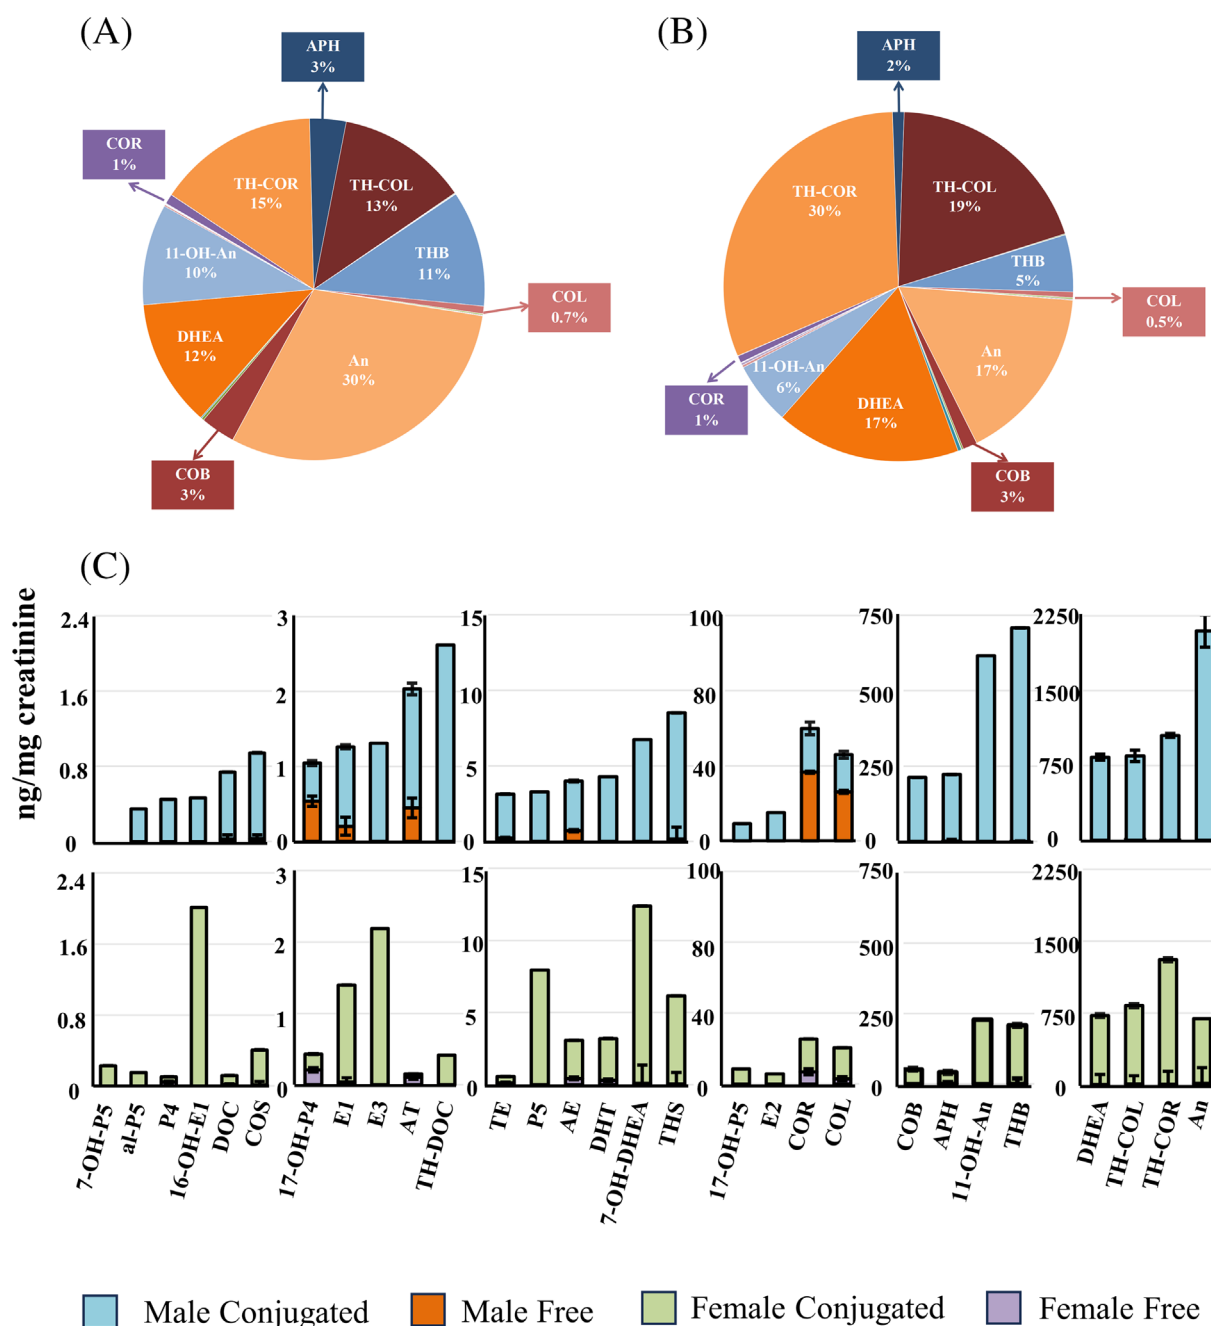 (A)
(B)
APH
3%
COR
1%
TH-COR
15%
TH-COL
13%
11-OH-An
10%
THB
11%
COL
0.7%
DHEA
12%
An
30%
COB
3%
APH
2%
TH-COR
30%
TH-COL
19%
THB
5%
COL
0.5%
An
17%
11-OH-An
6%
COR
1%
DHEA
17%
COB
3%
(C)
ng/mg creatinine
2.4
1.6
0.8
0
3
2
1
0
15
10
5
0
100
80
40
0
750
500
250
0
2250
1500
750
0
2.4
1.6
0.8
0
3
2
1
0
15
10
5
0
100
80
40
0
750
500
250
0
2250
1500
750
0
7-OH-P5
al-P5
P4
16-OH-E1
DOC
COS
17-OH-P4
E1
E3
AT
TH-DOC
TE
P5
AE
DHT
7-OH-DHEA
THS
17-OH-P5
E2
COR
COL
COB
APH
11-OH-An
THB
DHEA
TH-COL
TH-COR
An
Male Conjugated
Male Free
Female Conjugated
Female Free